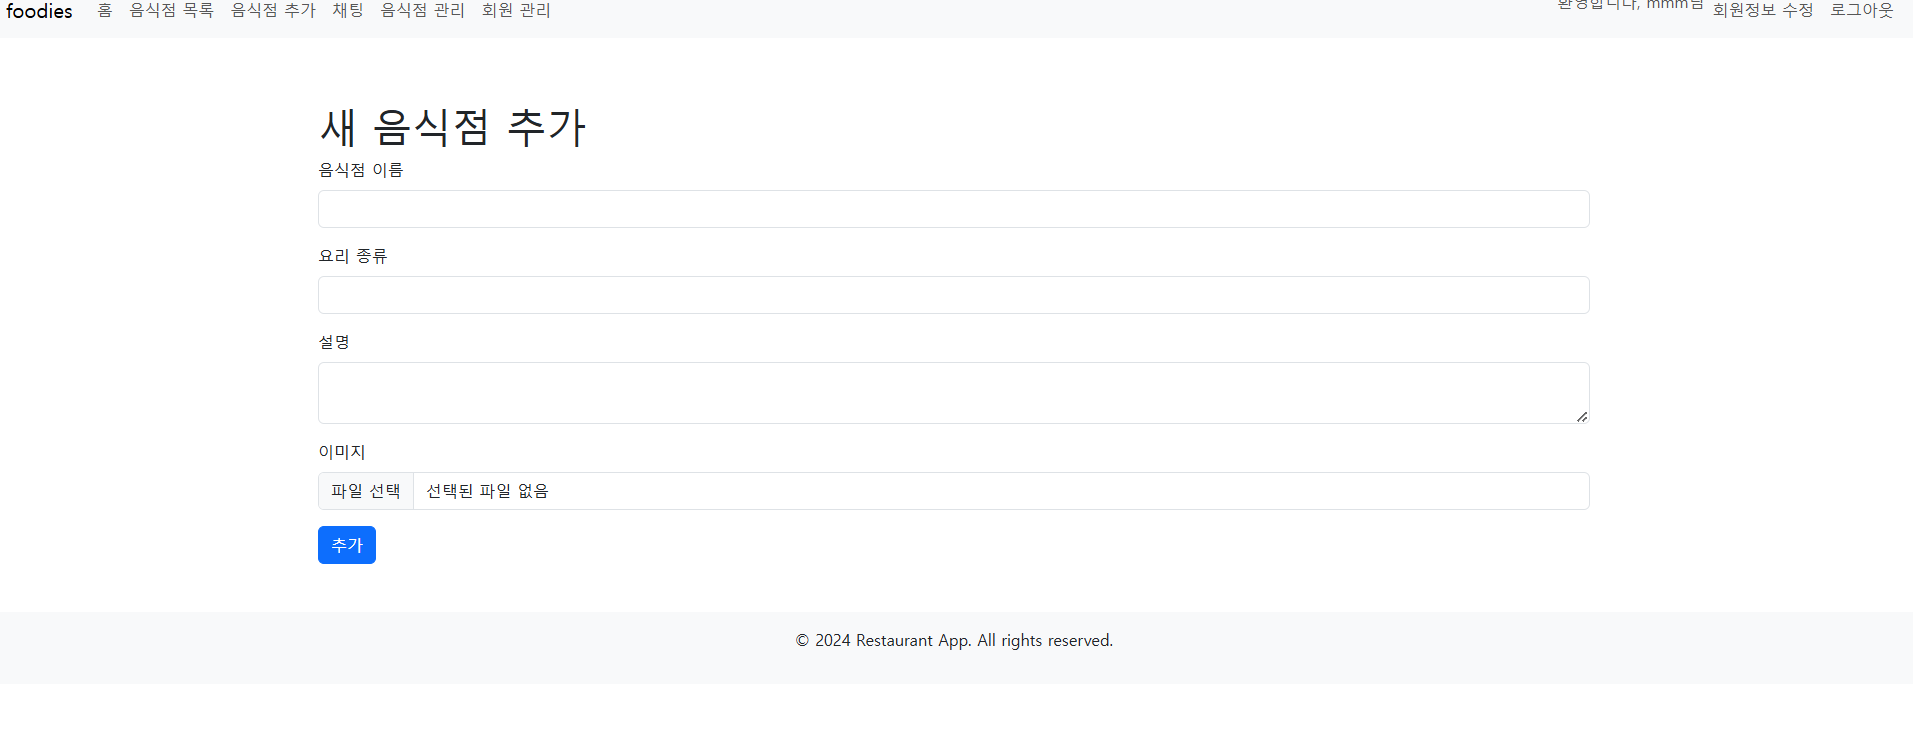 foodies 홈 음식점 목록 음식점 추가 채팅 음식점 관리 회원 관리 환영합니다, mmm님 회원정보 수정 로그아웃
새 음식점 추가
음식점 이름
요리 종류
설명
이미지
파일 선택 선택된 파일 없음
추가
© 2024 Restaurant App. All rights reserved.